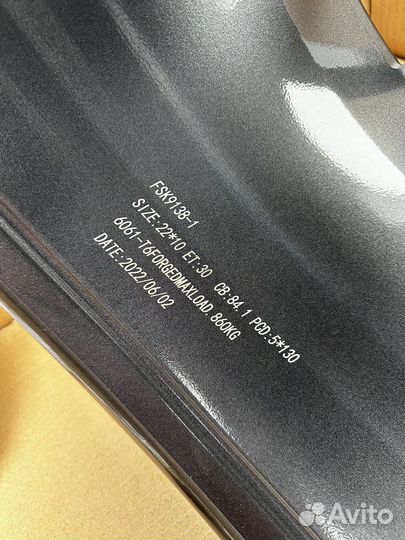 FSK9138-1
SIZE:22*10 ET:30 CB:84.1 PCD:5*130
6061-T6FORGEDMAXLOAD.860KG
DATE:2022/06/02
Avito